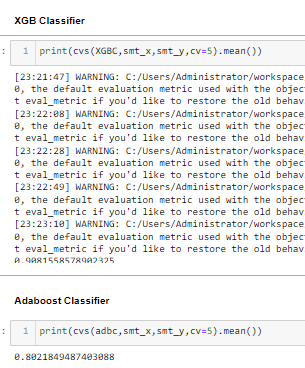 XGB Classifier
: 1 print(cvs(XGBC,smt_x,smt_y,cv=5).mean())
[23:21:47] WARNING: C:/Users/Administrator/workspace
0, the default evaluation metric used with the objec
t eval_metric if you'd like to restore the old behav
[23:22:08] WARNING: C:/Users/Administrator/workspace
0, the default evaluation metric used with the objec
t eval_metric if you'd like to restore the old behav
[23:22:28] WARNING: C:/Users/Administrator/workspace
0, the default evaluation metric used with the objec
t eval_metric if you'd like to restore the old behav
[23:22:49] WARNING: C:/Users/Administrator/workspace
0, the default evaluation metric used with the objec
t eval_metric if you'd like to restore the old behav
[23:23:10] WARNING: C:/Users/Administrator/workspace
0, the default evaluation metric used with the objec
t eval_metric if you'd like to restore the old behav
0.9081558578902325
Adaboost Classifier
: 1 print(cvs(adbc,smt_x,smt_y,cv=5).mean())
0.8021849487403088